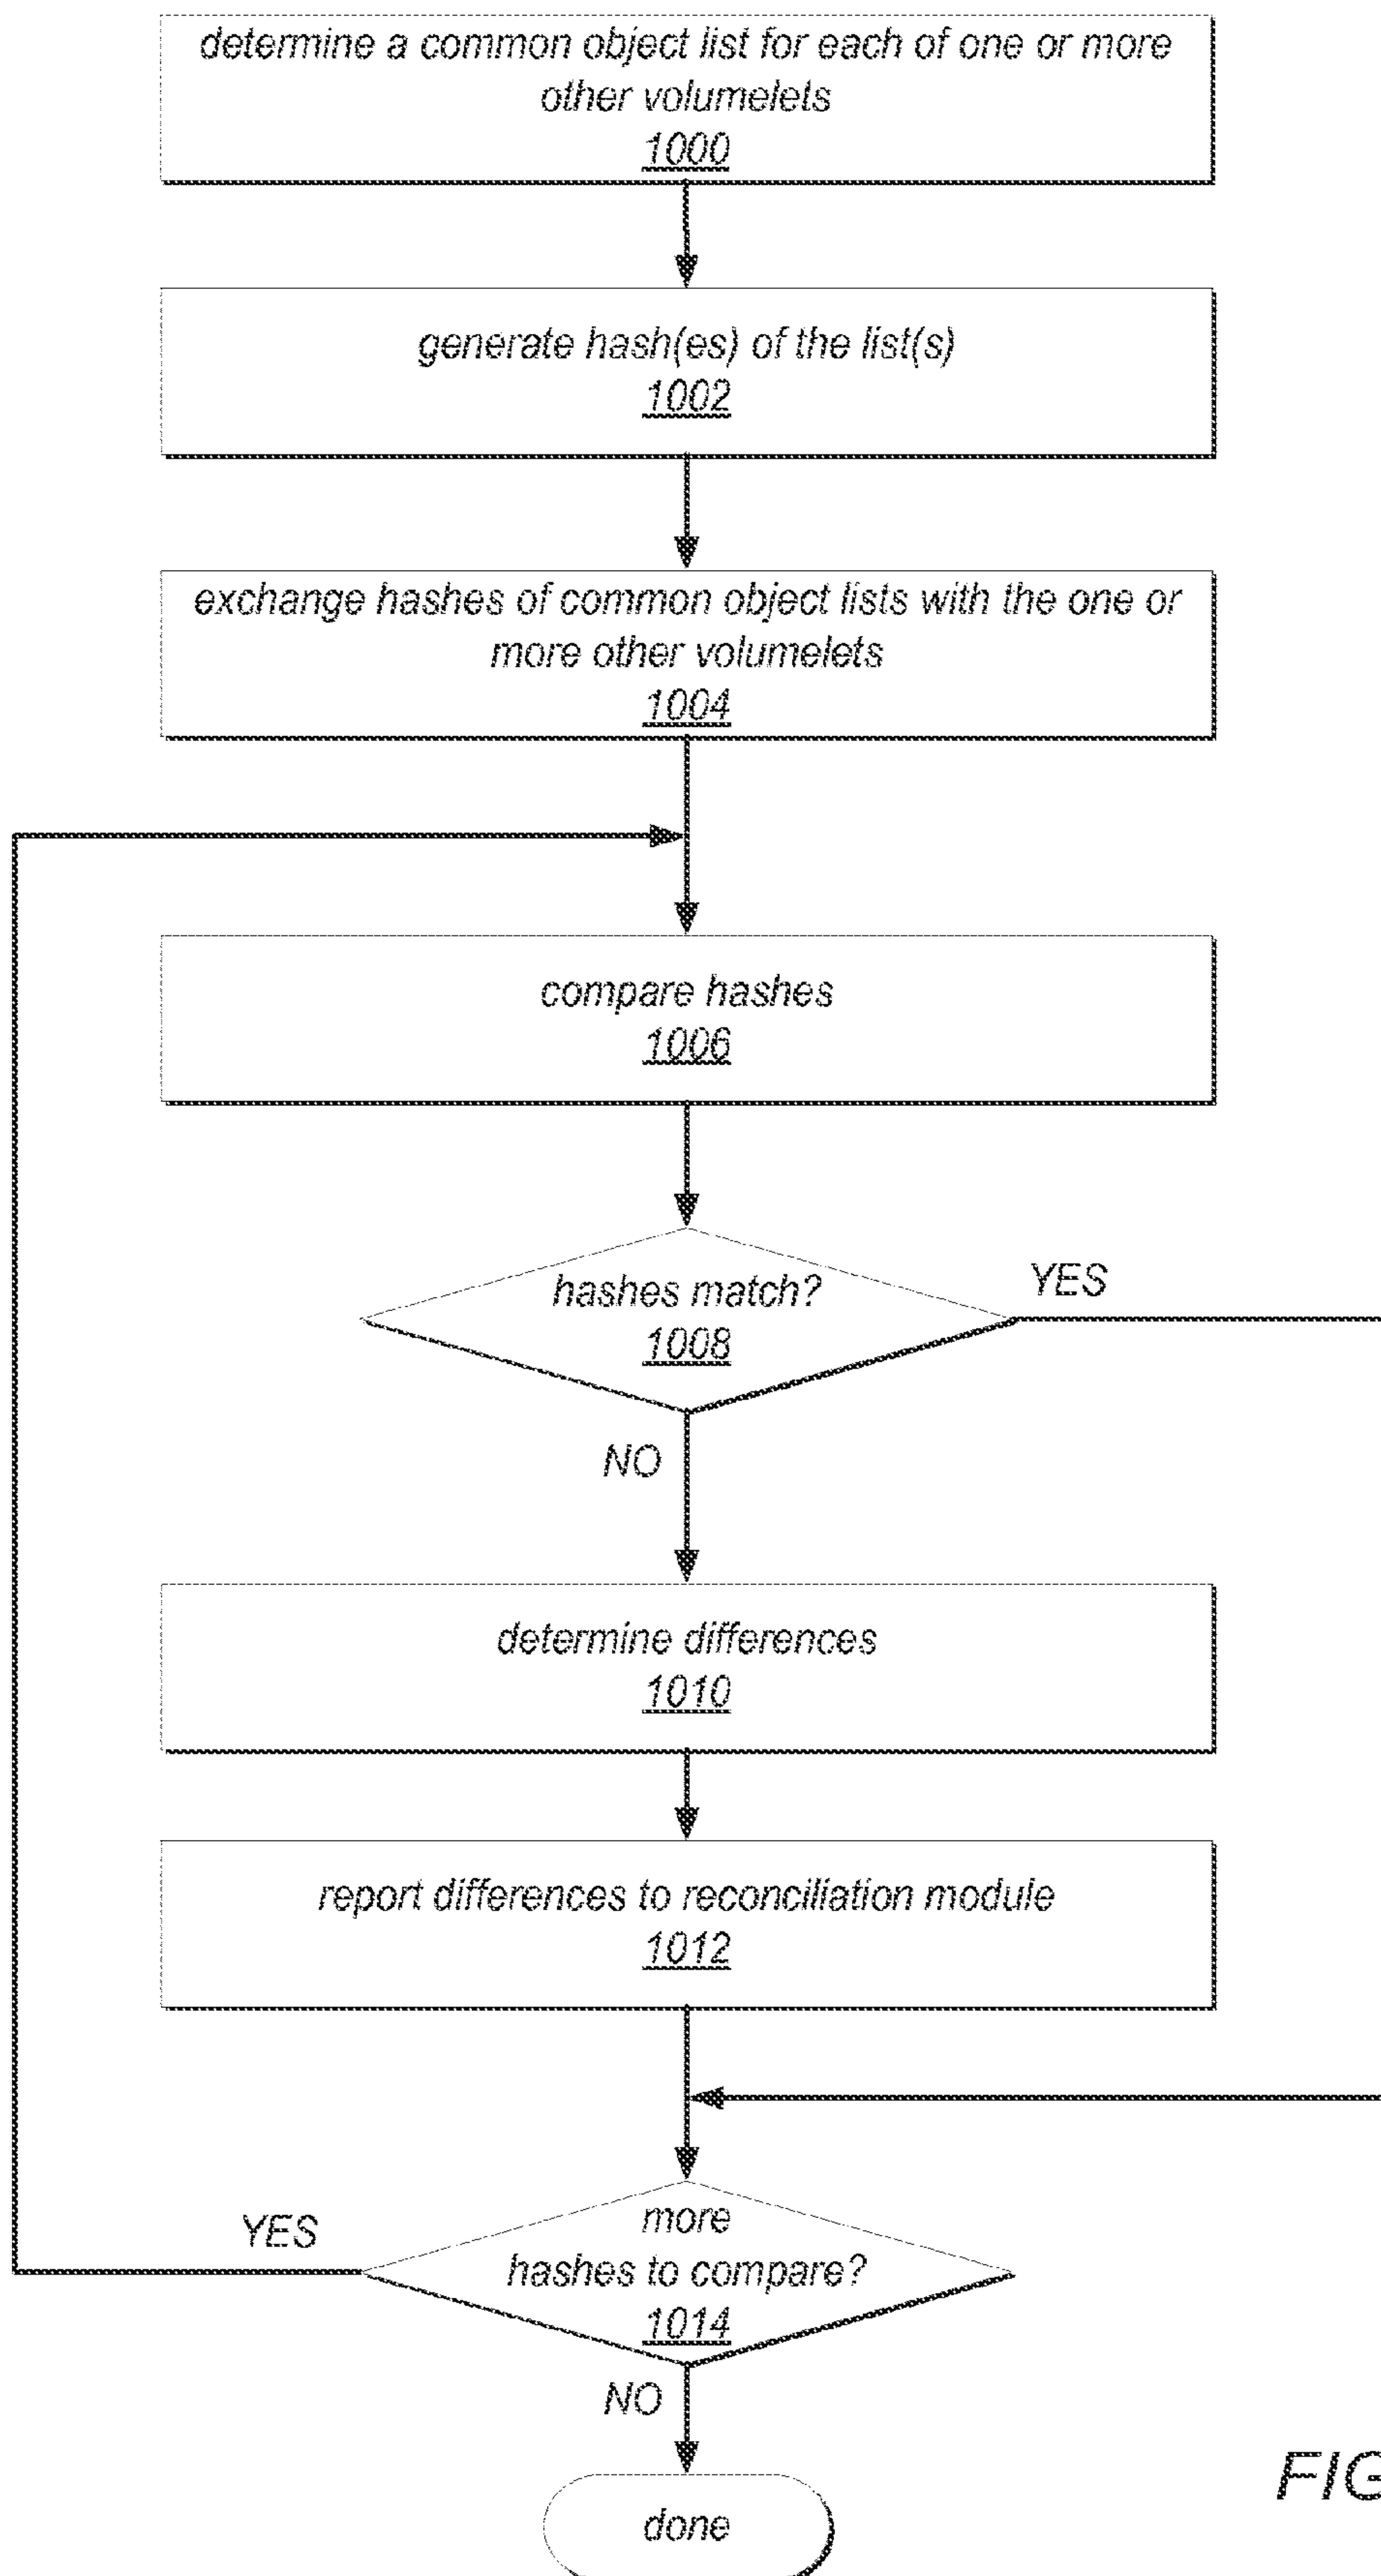 determine a common object list for each of one or more
other volumelets
1000
generate hash(es) of the list(s)
1002
exchange hashes of common object lists with the one or
more other volumelets
1004
compare hashes
1006
hashes match?
1008
YES
NO
determine differences
1010
report differences to reconciliation module
1012
more
hashes to compare?
1014
YES
NO
done
FIG